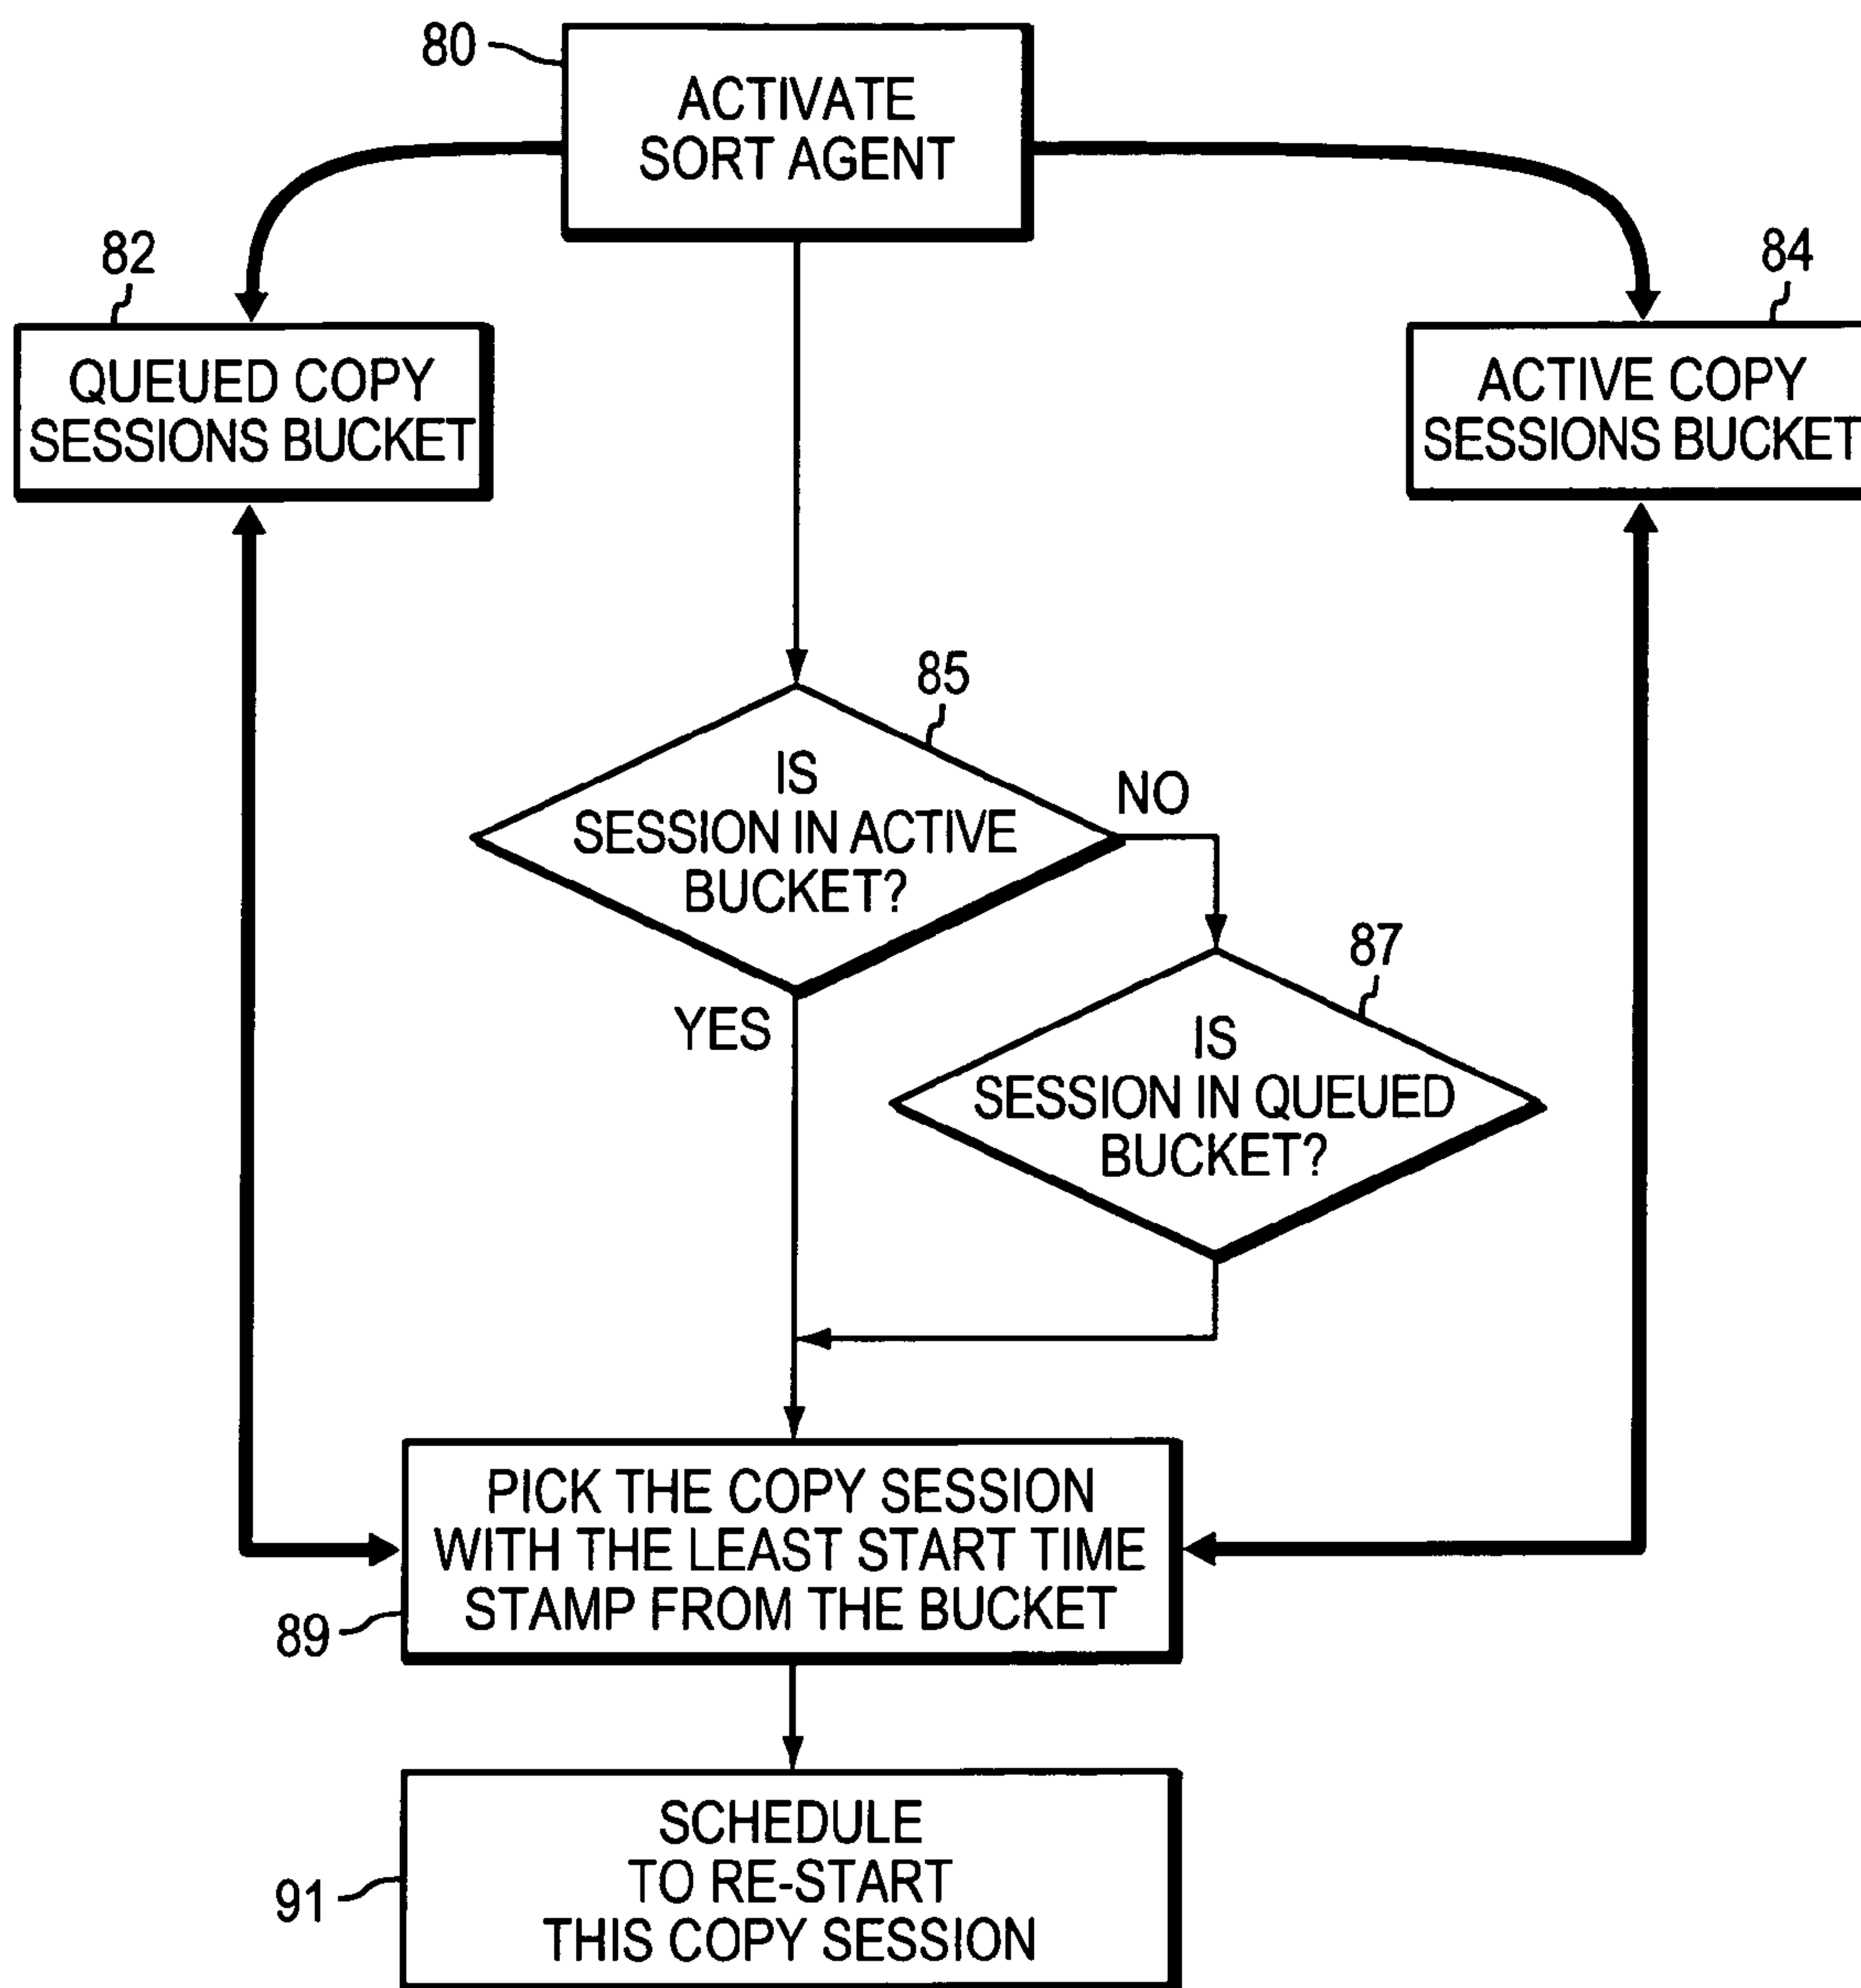 80
ACTIVATE
SORT AGENT
82
QUEUED COPY
SESSIONS BUCKET
84
ACTIVE COPY
SESSIONS BUCKET
85
IS
SESSION IN ACTIVE
BUCKET?
NO
YES
87
IS
SESSION IN QUEUED
BUCKET?
PICK THE COPY SESSION
WITH THE LEAST START TIME
STAMP FROM THE BUCKET
89
SCHEDULE
TO RE-START
THIS COPY SESSION
91